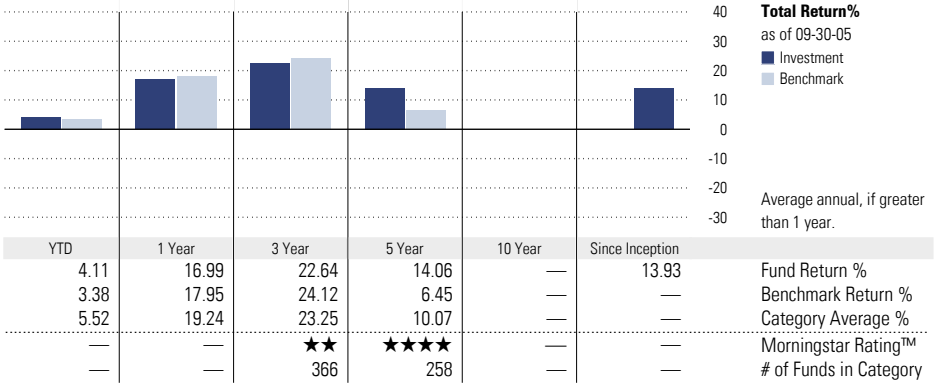 40
30
20
10
0
-10
-20
-30
Total Return%
as of 09-30-05
Investment
Benchmark
Average annual, if greater
than 1 year.
YTD 1 Year 3 Year 5 Year 10 Year Since Inception
4.11 16.99 22.64 14.06 — 13.93 Fund Return %
3.38 17.95 24.12 6.45 — — Benchmark Return %
5.52 19.24 23.25 10.07 — — Category Average %
— — ★★ ★★★★ — — Morningstar Rating™
— — 366 258 — — # of Funds in Category